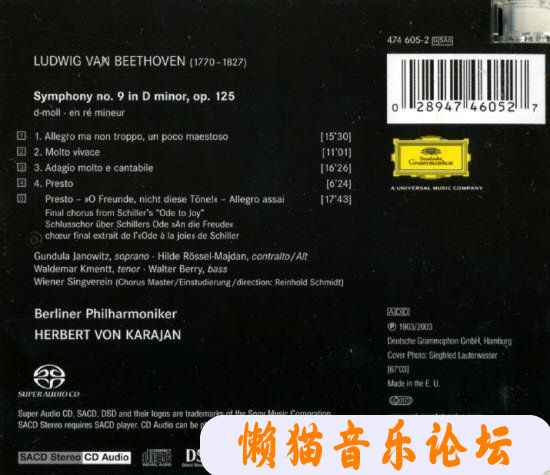 474 605-2 GSA
LUDWIG VAN BEETHOVEN (1770–1827)
Symphony no. 9 in D minor, op. 125
d-moll · en ré mineur
1 1. Allegro ma non troppo, un poco maestoso [15'30]
2 2. Molto vivace [11'01]
3 3. Adagio molto e cantabile [16'26]
4 4. Presto [6'24]
5 Presto – »O Freunde, nicht diese Töne!« – Allegro assai [17'43]
Final chorus from Schiller's "Ode to Joy"
Schlusschor über Schillers Ode »An die Freude«
chœur final extrait de l'«Ode à la joie» de Schiller
Gundula Janowitz, soprano · Hilde Rössel-Majdan, contralto/Alt
Waldemar Kmentt, tenor · Walter Berry, bass
Wiener Singverein (Chorus Master/Einstudierung/direction: Reinhold Schmidt)
Berliner Philharmoniker
HERBERT VON KARAJAN
SUPER AUDIO CD
Super Audio CD, SACD, DSD and their logos are trademarks of the Sony Music Corporation.
SACD Stereo requires SACD player. CD Audio can be
SACD Stereo CD Audio
0 28947 46052 7
Deutsche
Grammophon
A UNIVERSAL MUSIC COMPANY
ADD
℗ 1963/2003
Deutsche Grammophon GmbH, Hamburg
Cover Photo: Siegfried Lauterwasser
[67'03]
Made in the E. U.
懒猫音乐论坛